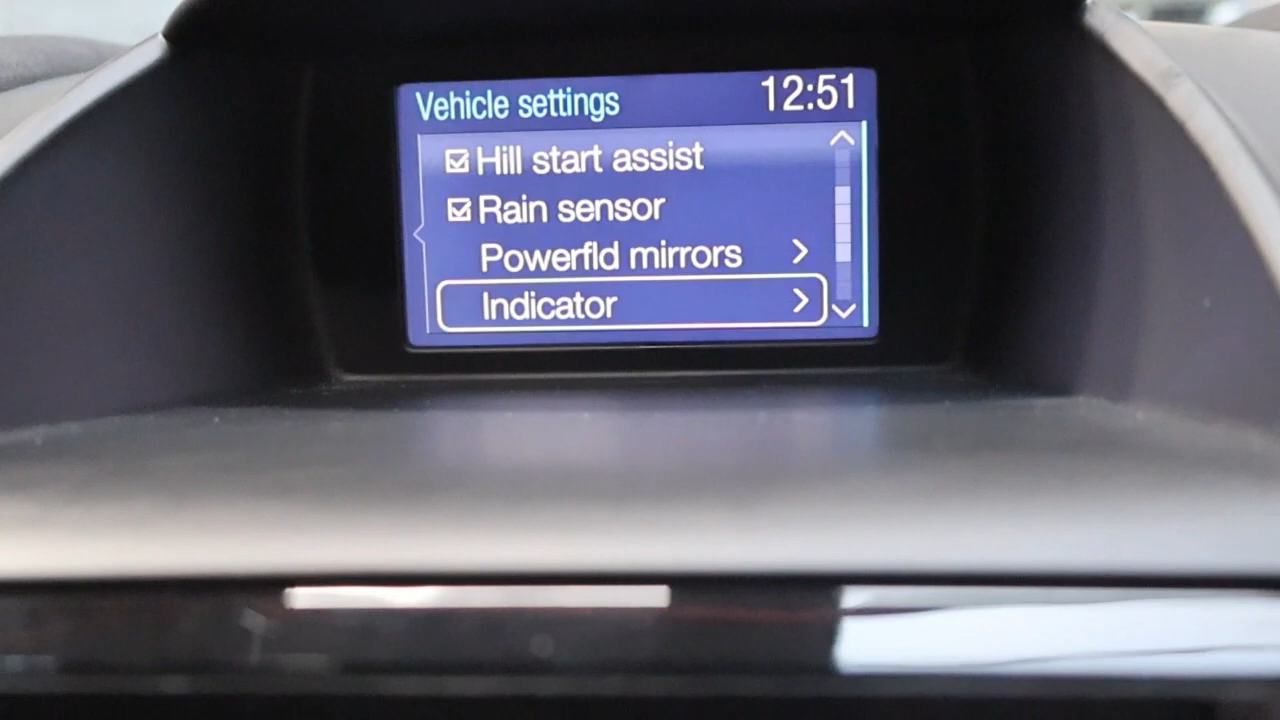 Vehicle settings 12:51
Hill start assist
Rain sensor
Powerfld mirrors
Indicator